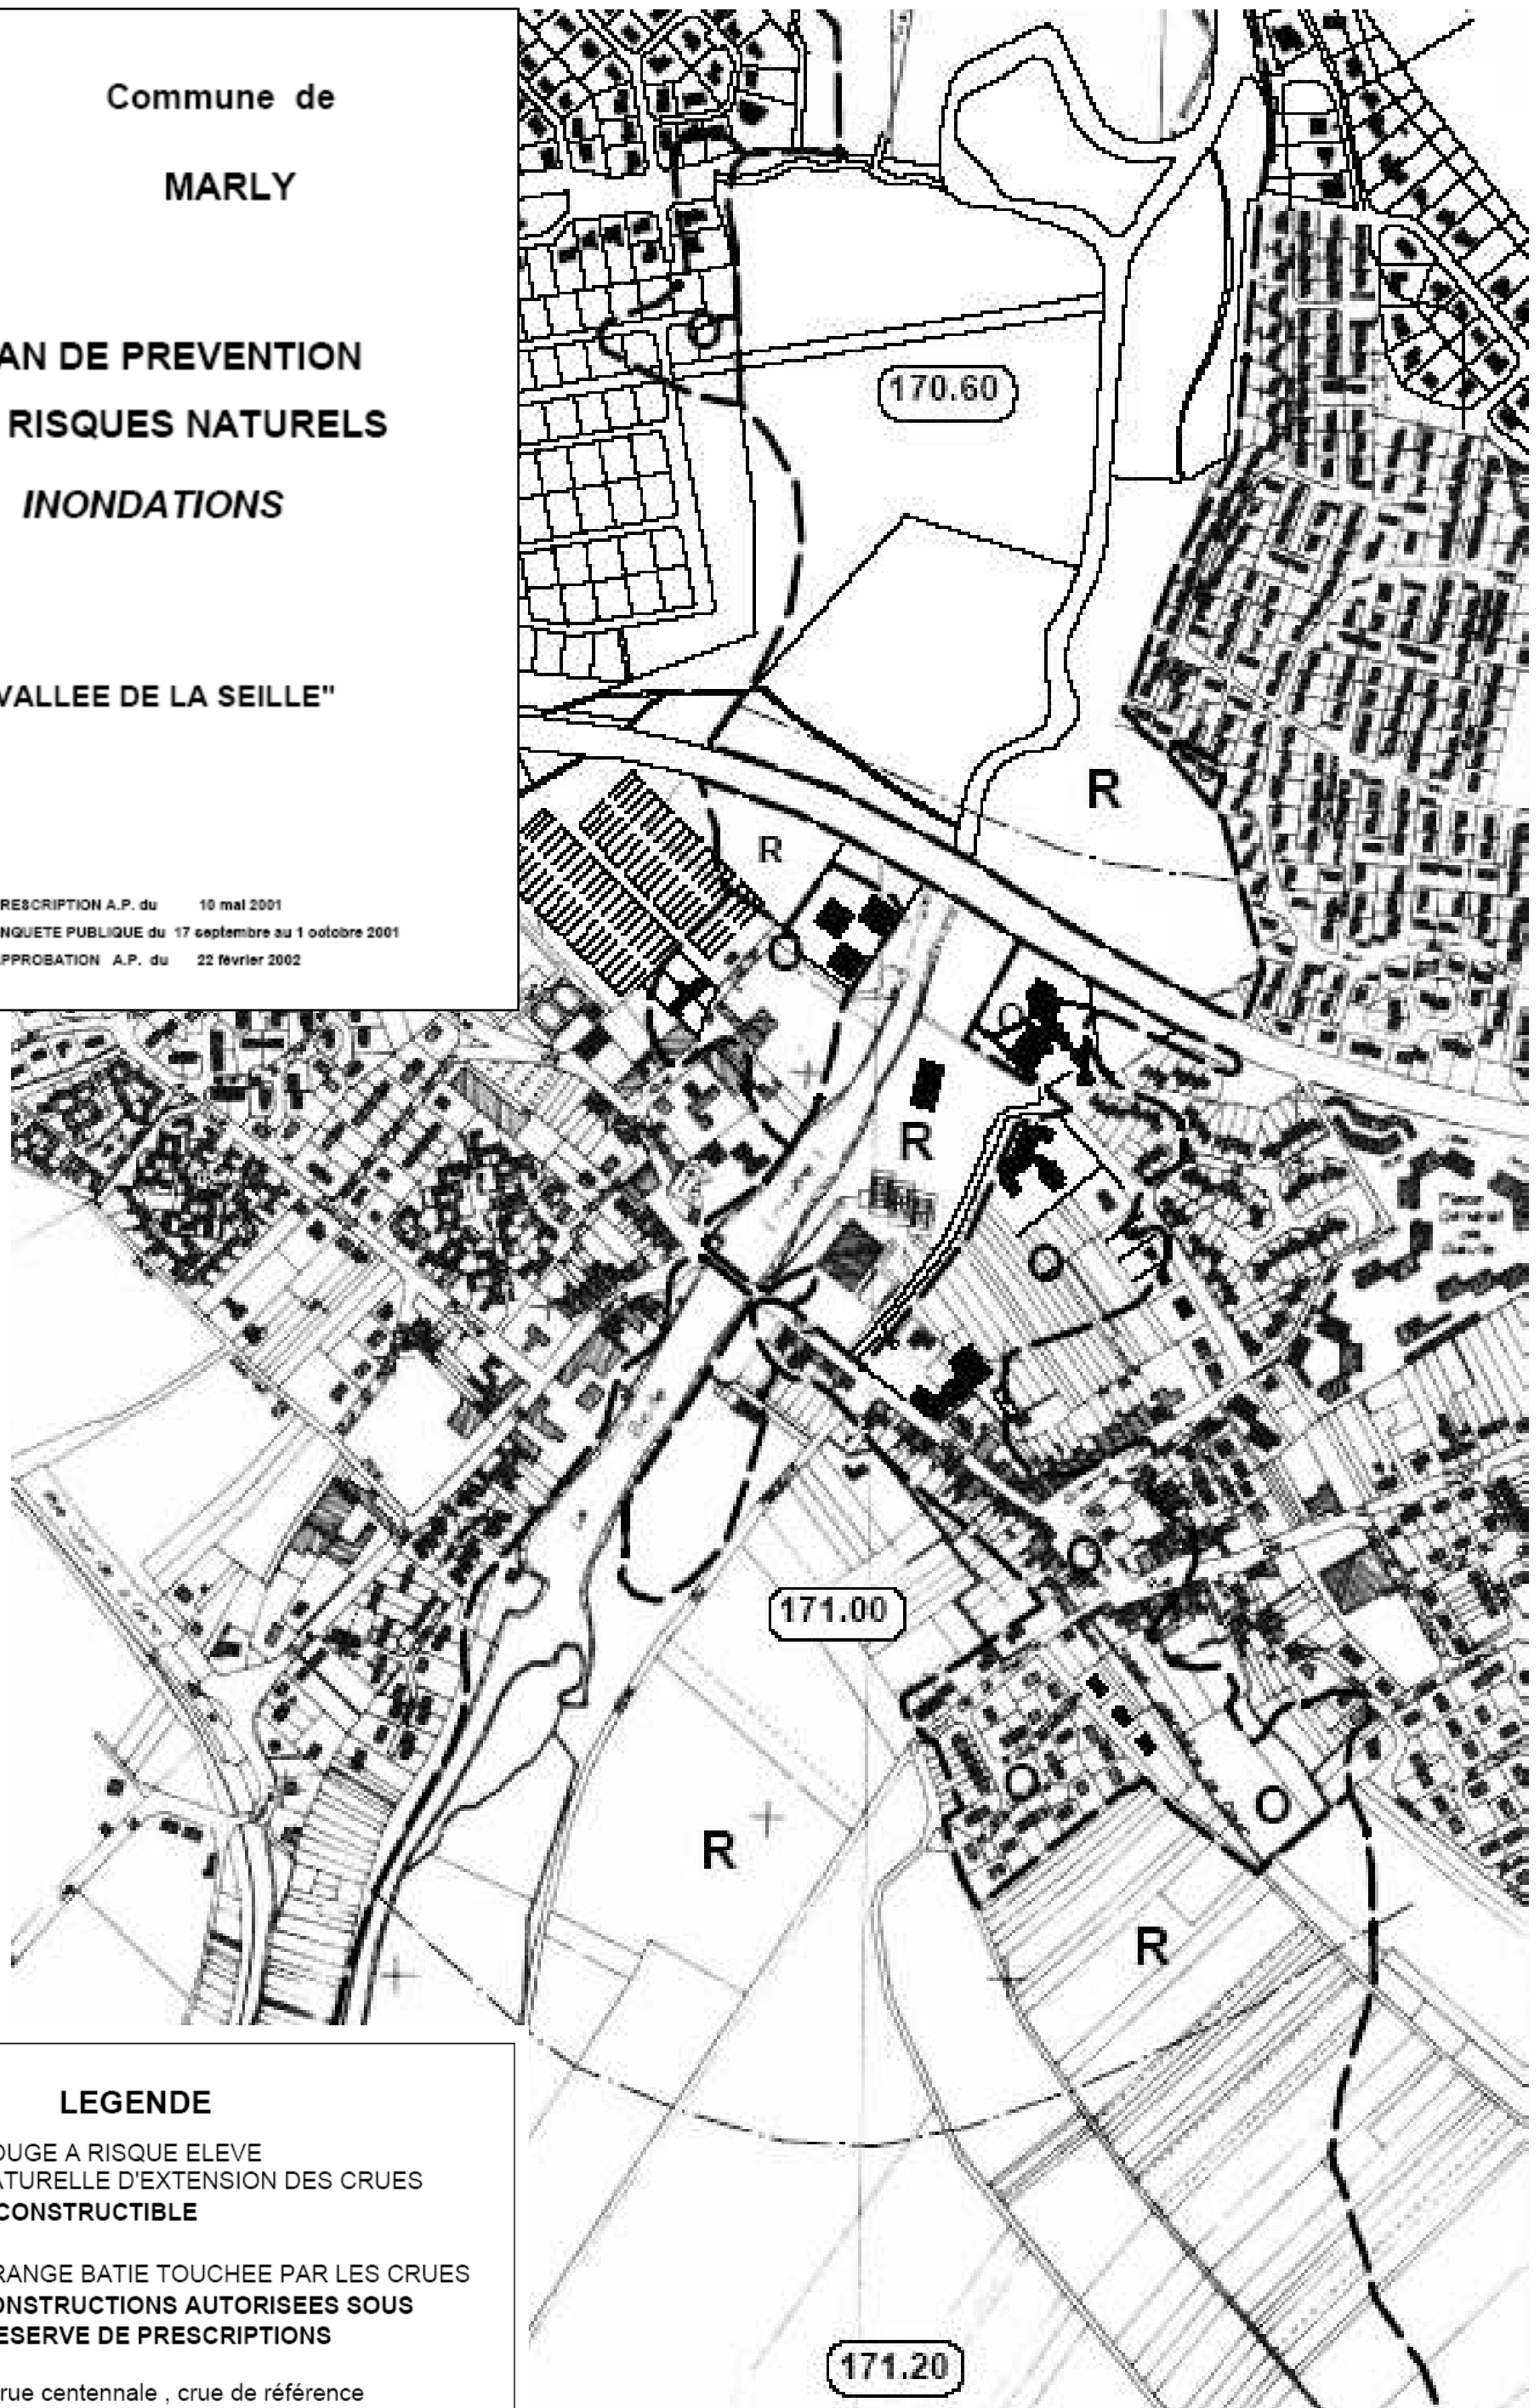 Commune de
MARLY
AN DE PREVENTION
RISQUES NATURELS
INONDATIONS
VALLEE DE LA SEILLE"
RESCRIPTION A.P. du 10 mai 2001
NQUETE PUBLIQUE du 17 septembre au 1 octobre 2001
APPROBATION A.P. du 22 février 2002
O
170.60
R
R
O
O
R
O
O
171.00
O
O
R
R
171.20
LEGENDE
OUGE A RISQUE ELEVE
ATURELLE D'EXTENSION DES CRUES
CONSTRUCTIBLE
RANGE BATIE TOUCHEE PAR LES CRUES
ONSTRUCTIONS AUTORISEES SOUS
ESERVE DE PRESCRIPTIONS
rue centennale , crue de référence